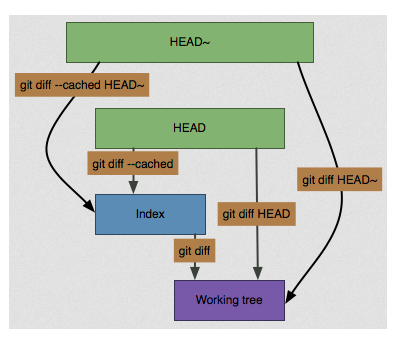 HEAD~
git diff --cached HEAD~
HEAD
git diff --cached
git diff HEAD~
Index
git diff HEAD
git diff
Working tree